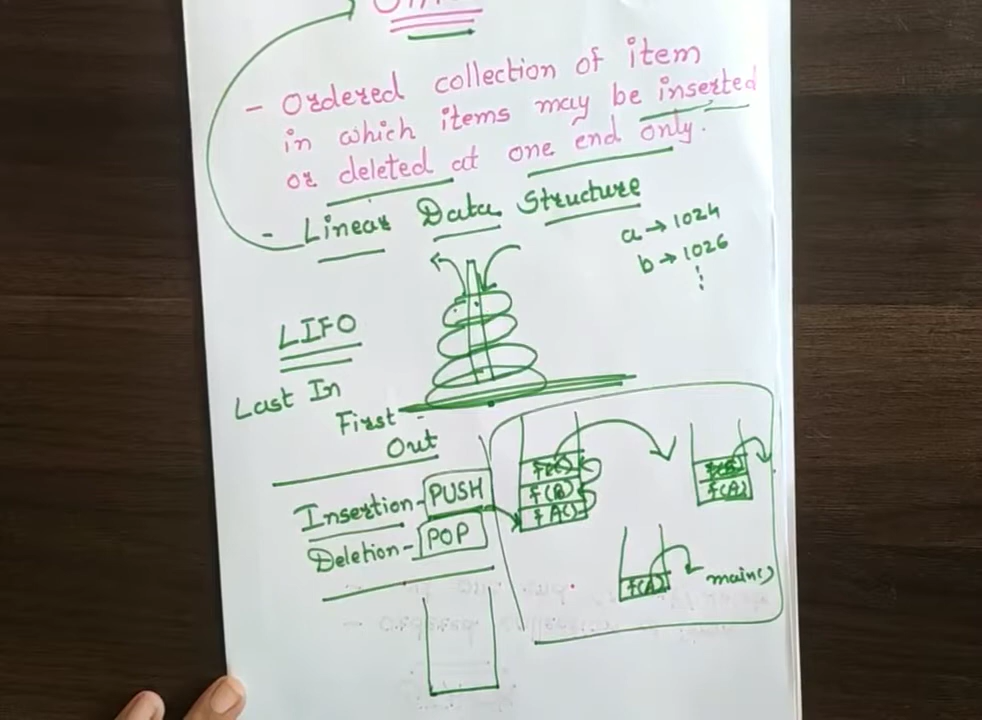 - Ordered collection of item
in which items may be inserted
or deleted at one end only.
- Linear Data Structure
a → 1024
b → 1026
LIFO
Last In
First
Out
Insertion - PUSH
Deletion - POP
f(B)
f(A)
f(A)
main()